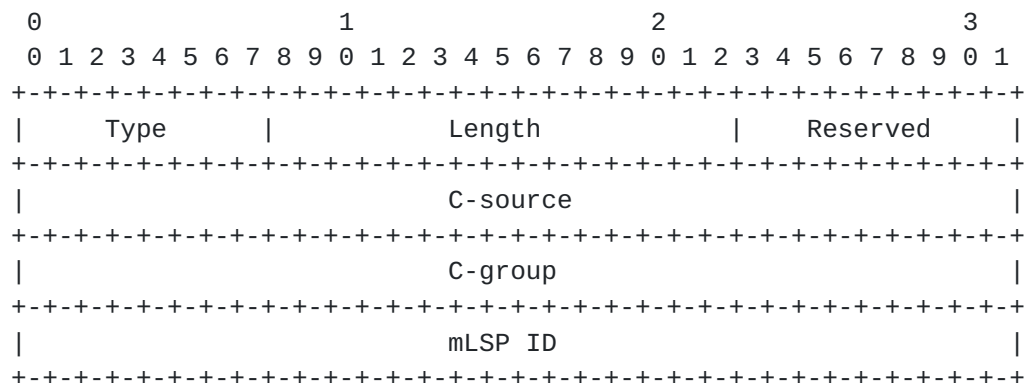 0                   1                   2                   3
 0 1 2 3 4 5 6 7 8 9 0 1 2 3 4 5 6 7 8 9 0 1 2 3 4 5 6 7 8 9 0 1
+-+-+-+-+-+-+-+-+-+-+-+-+-+-+-+-+-+-+-+-+-+-+-+-+-+-+-+-+-+-+-+-+
|     Type      |           Length            |    Reserved     |
+-+-+-+-+-+-+-+-+-+-+-+-+-+-+-+-+-+-+-+-+-+-+-+-+-+-+-+-+-+-+-+-+
|                           C-source                            |
+-+-+-+-+-+-+-+-+-+-+-+-+-+-+-+-+-+-+-+-+-+-+-+-+-+-+-+-+-+-+-+-+
|                           C-group                             |
+-+-+-+-+-+-+-+-+-+-+-+-+-+-+-+-+-+-+-+-+-+-+-+-+-+-+-+-+-+-+-+-+
|                           mLSP ID                             |
+-+-+-+-+-+-+-+-+-+-+-+-+-+-+-+-+-+-+-+-+-+-+-+-+-+-+-+-+-+-+-+-+